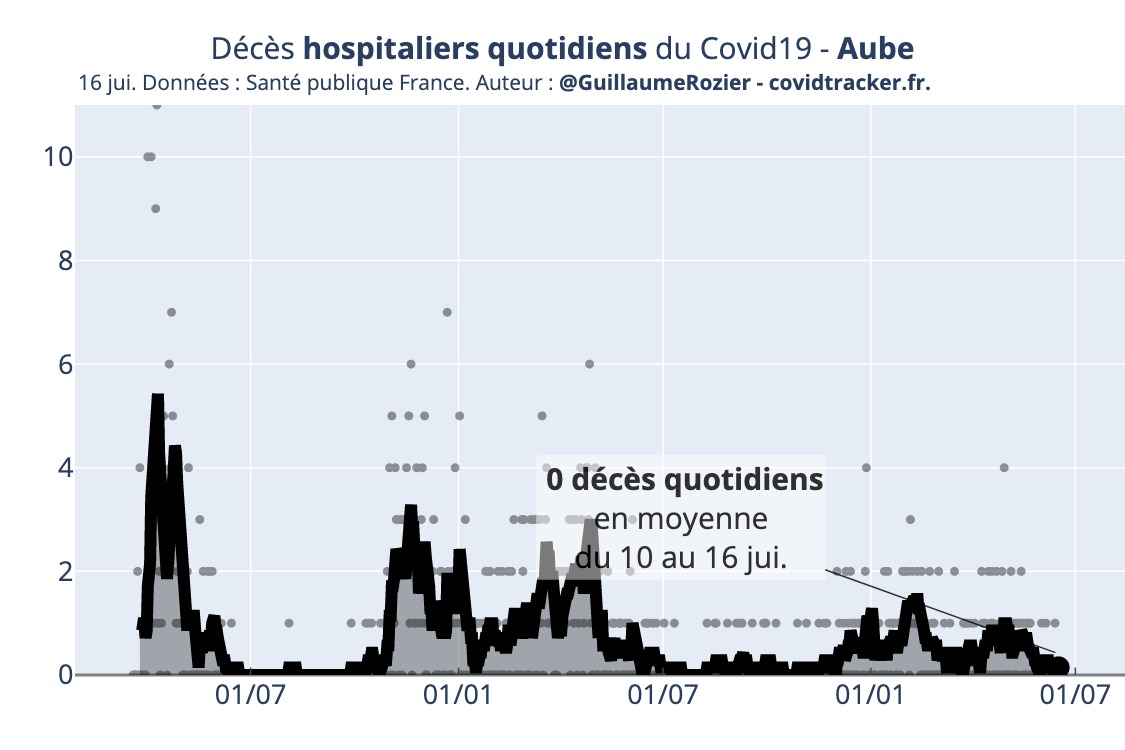 Décès hospitaliers quotidiens du Covid19 - Aube
16 jui. Données : Santé publique France. Auteur : @GuillaumeRozier - covidtracker.fr.
10
8
6
4
2
0
0 décès quotidiens
en moyenne
du 10 au 16 jui.
01/07
01/01
01/07
01/01
01/07